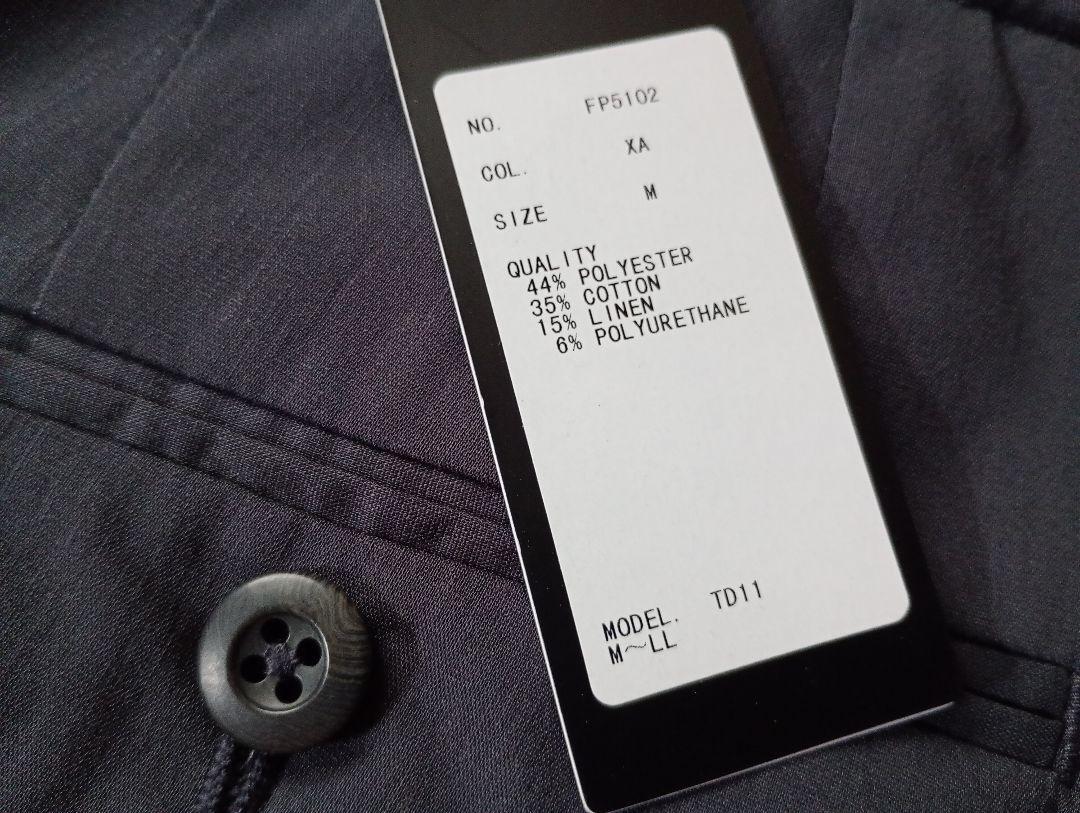 NO. FP5102
COL. XA
SIZE M
QUALITY
44% POLYESTER
35% COTTON
15% LINEN
6% POLYURETHANE
MODEL. TD11
M～LL